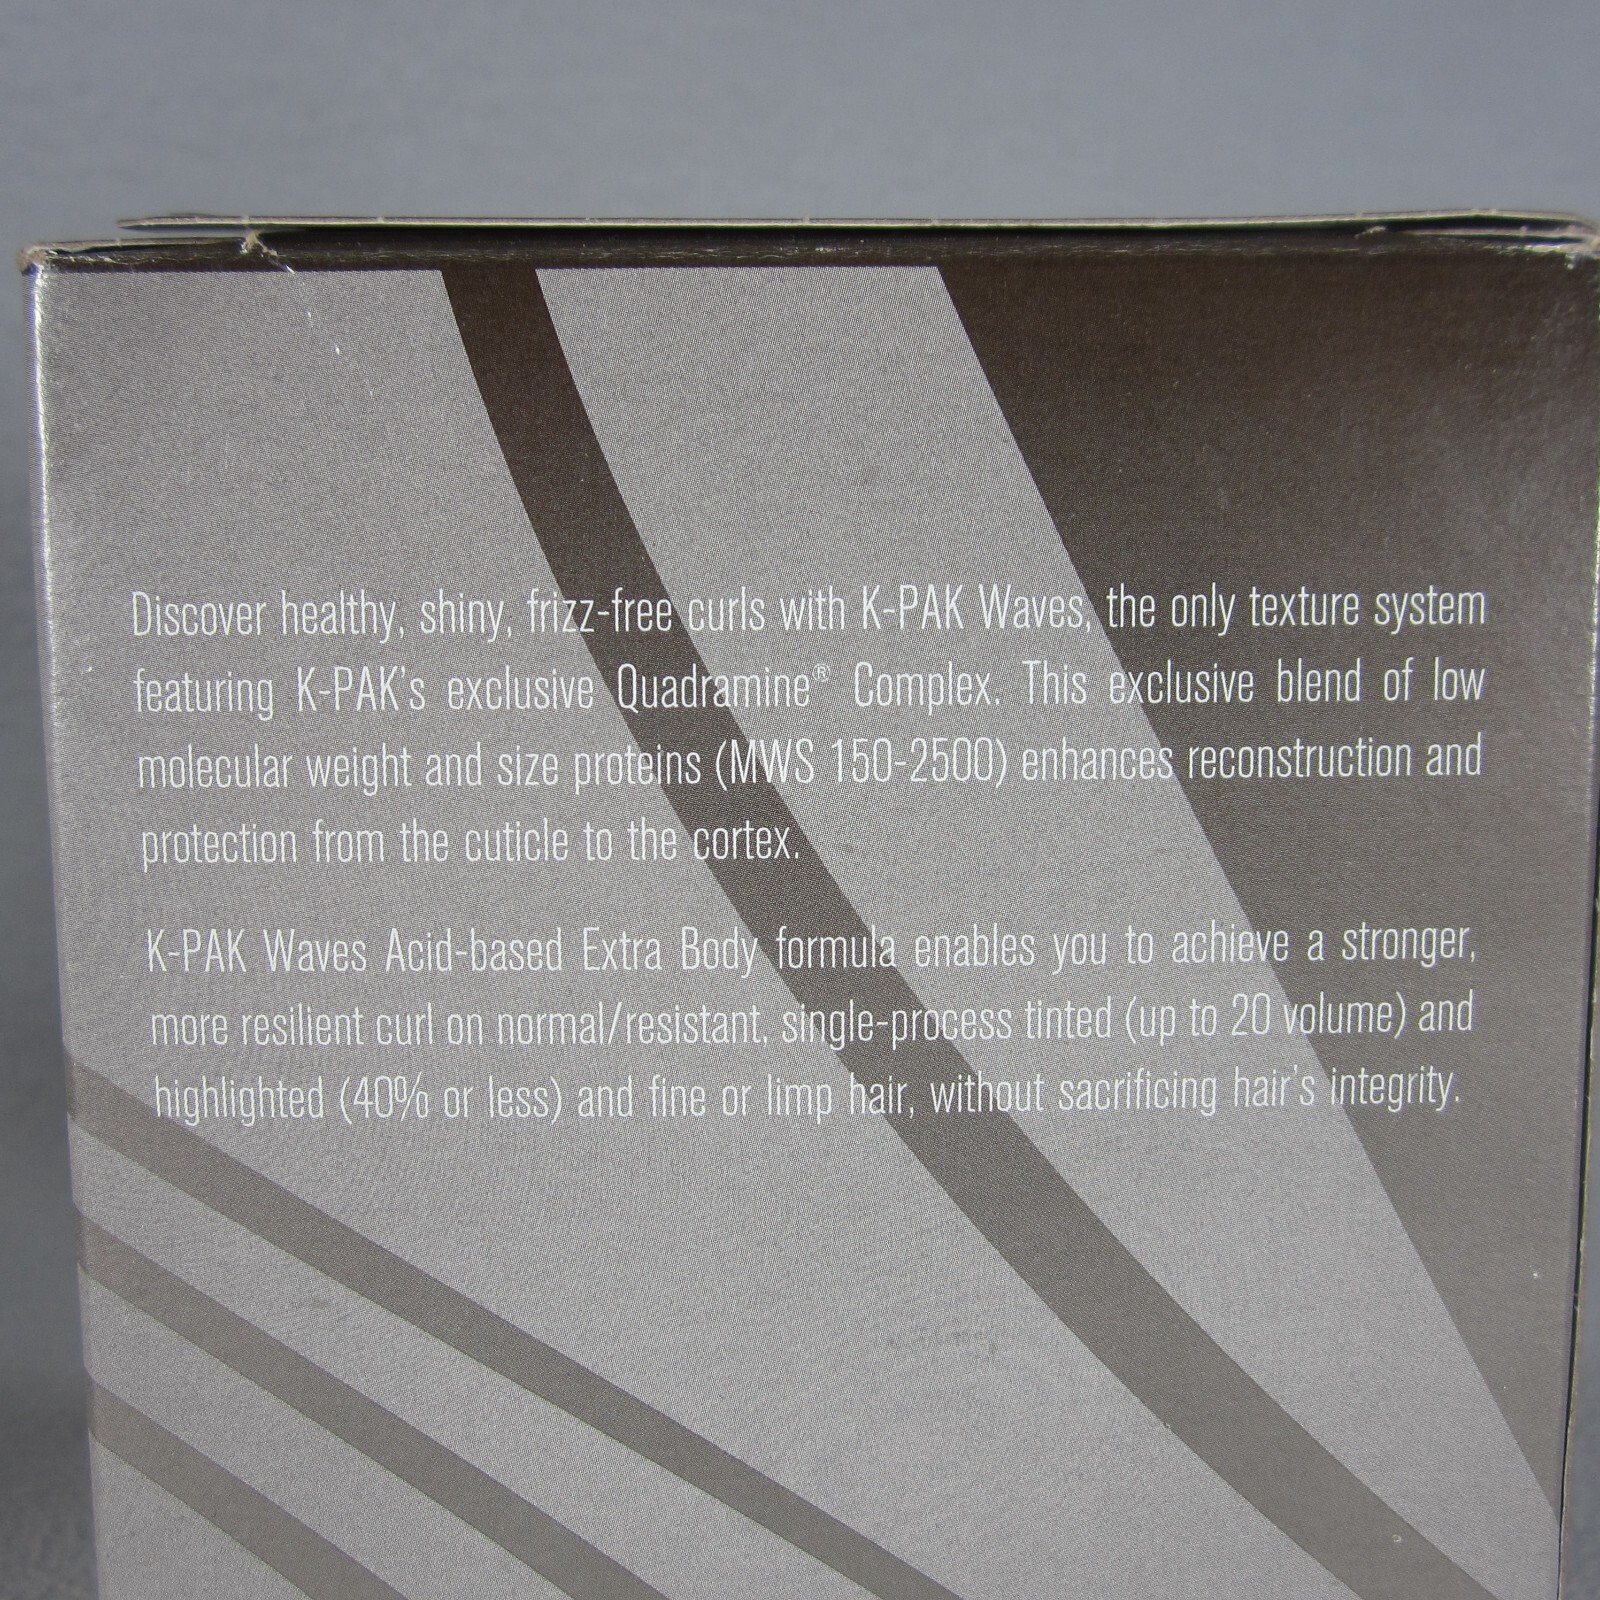 Discover healthy, shiny, frizz-free curls with K-PAK Waves, the only texture system
featuring K-PAK's exclusive Quadramine® Complex. This exclusive blend of low
molecular weight and size proteins (MWS 150-2500) enhances reconstruction and
protection from the cuticle to the cortex.
K-PAK Waves Acid-based Extra Body formula enables you to achieve a stronger,
more resilient curl on normal/resistant, single-process tinted (up to 20 volume) and
highlighted (40% or less) and fine or limp hair, without sacrificing hair's integrity.